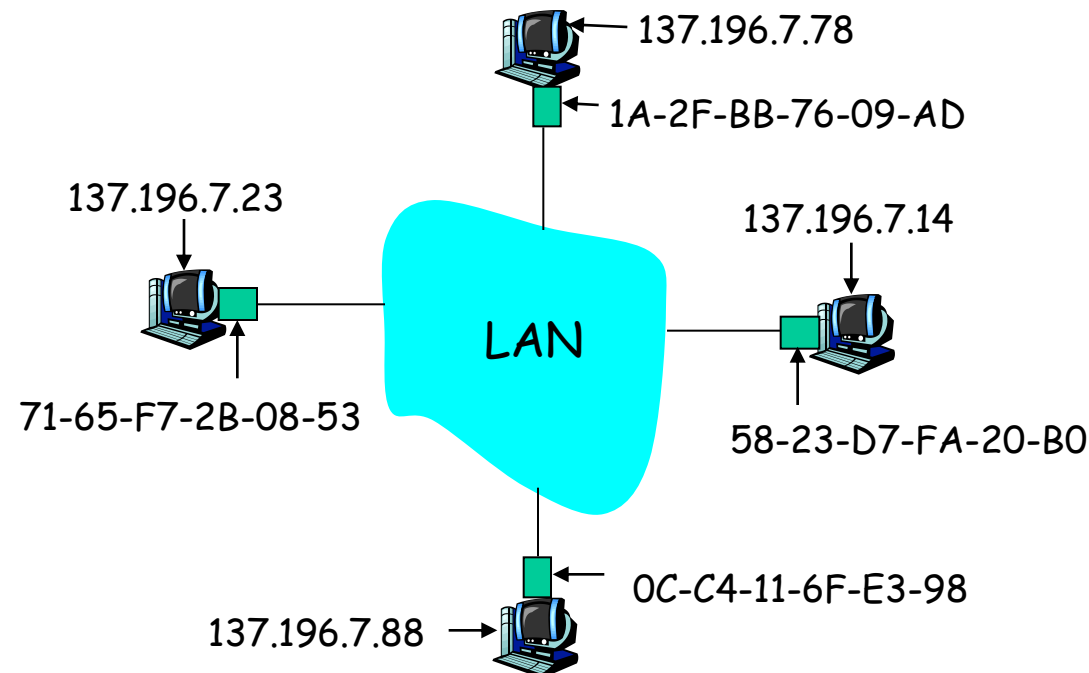 137.196.7.78
1A-2F-BB-76-09-AD
137.196.7.23
137.196.7.14
LAN
71-65-F7-2B-08-53
58-23-D7-FA-20-B0
0C-C4-11-6F-E3-98
137.196.7.88